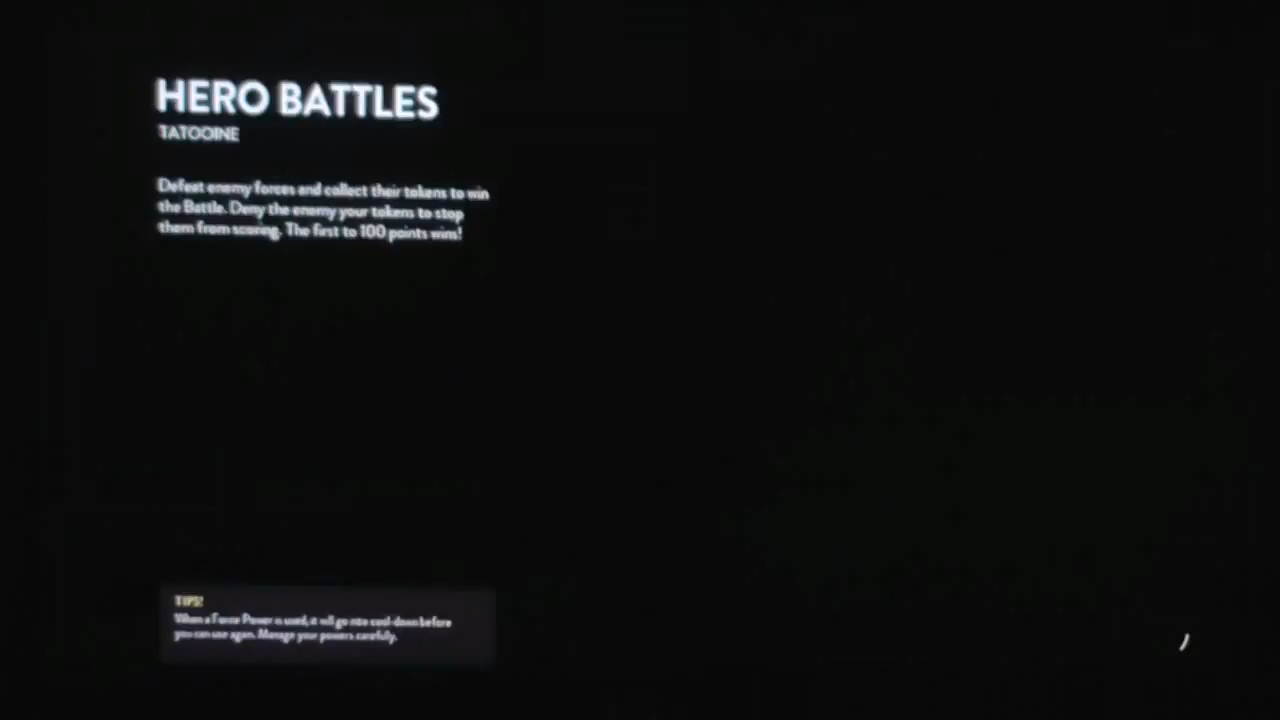 HERO BATTLES
TATOOINE
Defeat enemy forces and collect their tokens to win
the Battle. Deny the enemy your tokens to stop
them from scoring. The first to 100 points wins!
TIPS!
When a Force Power is used, it will go into cool-down before
you can use again. Manage your powers carefully.